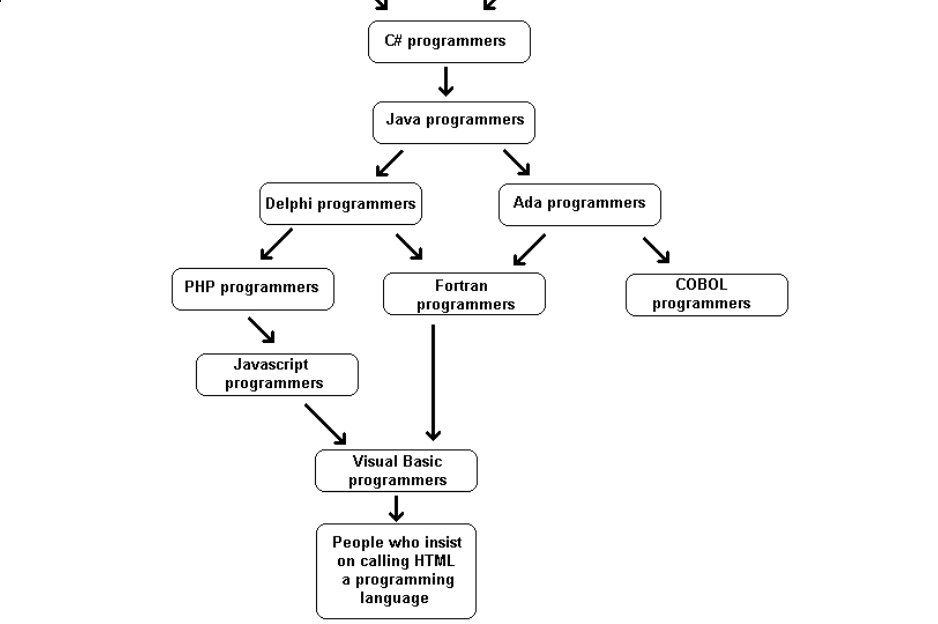 C# programmers
Java programmers
Delphi programmers
Ada programmers
PHP programmers
Fortran
programmers
COBOL
programmers
Javascript
programmers
Visual Basic
programmers
People who insist
on calling HTML
a programming
language